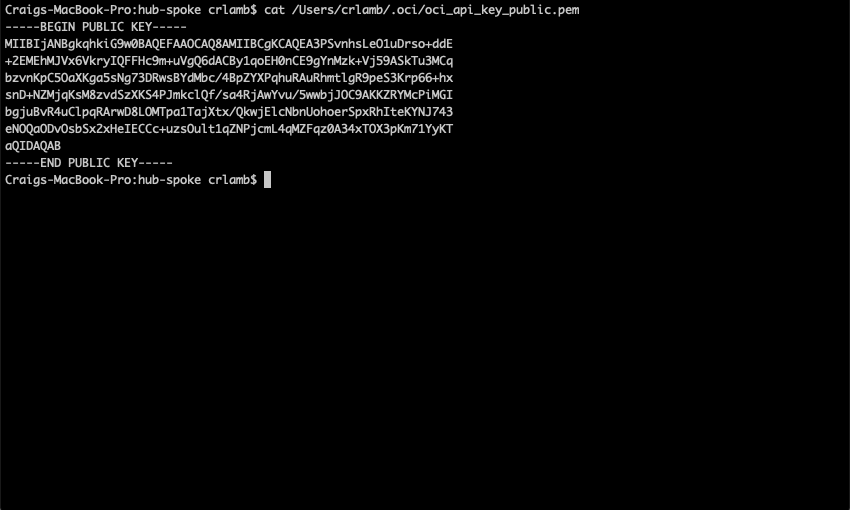 Craigs-MacBook-Pro:hub-spoke crlamb$ cat /Users/crlamb/.oci/oci_api_key_public.pem
-----BEGIN PUBLIC KEY-----
MIIBIjANBgkqhkiG9w0BAQEFAAOCAQ8AMIIBCgKCAQEA3PSvnhsLeO1uDrso+ddE
+2EMEhMJVx6VkryIQFFHc9m+uVgQ6dACBy1qoEH0nCE9gYnMzk+Vj59ASkTu3MCq
bzvnKpC5OaXKga5sNg73DRwsBYdMbc/4BpZYXPqhuRAuRhmtlgR9peS3Krp66+hx
snD+NZMjqKsM8zvdSzXKS4PJmkclQf/sa4RjAwYvu/5wwbjJOC9AKKZRYMcPiMGI
bgjuBvR4uClpqRArwD8LOMTpa1TajXtx/QkwjElcNbnUohoerSpxRhIteKYNJ743
eNOQaODvOsbSx2xHeIECCc+uzsOult1qZNPjcmL4qMZFqz0A34xTOX3pKm71YyKT
aQIDAQAB
-----END PUBLIC KEY-----
Craigs-MacBook-Pro:hub-spoke crlamb$